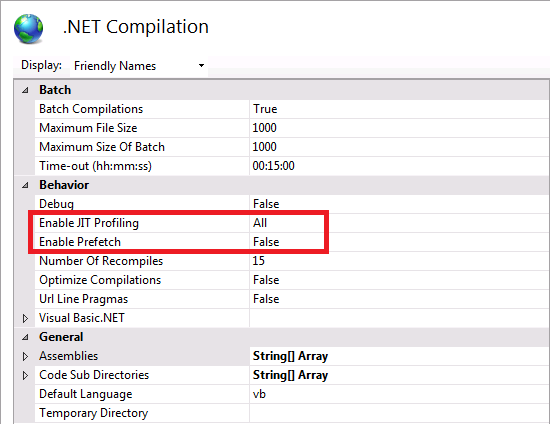 .NET Compilation
Display: Friendly Names
Batch
Batch Compilations True
Maximum File Size 1000
Maximum Size Of Batch 1000
Time-out (hh:mm:ss) 00:15:00
Behavior
Debug False
Enable JIT Profiling All
Enable Prefetch False
Number Of Recompiles 15
Optimize Compilations False
Url Line Pragmas False
Visual Basic.NET
General
Assemblies String[] Array
Code Sub Directories String[] Array
Default Language vb
Temporary Directory